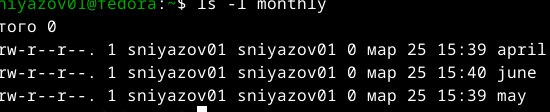 niyazov01@fedora:~$ ls -l monthly
того 0
rw-r--r--. 1 sniyazov01 sniyazov01 0 мар 25 15:39 april
rw-r--r--. 1 sniyazov01 sniyazov01 0 мар 25 15:40 june
rw-r--r--. 1 sniyazov01 sniyazov01 0 мар 25 15:39 may